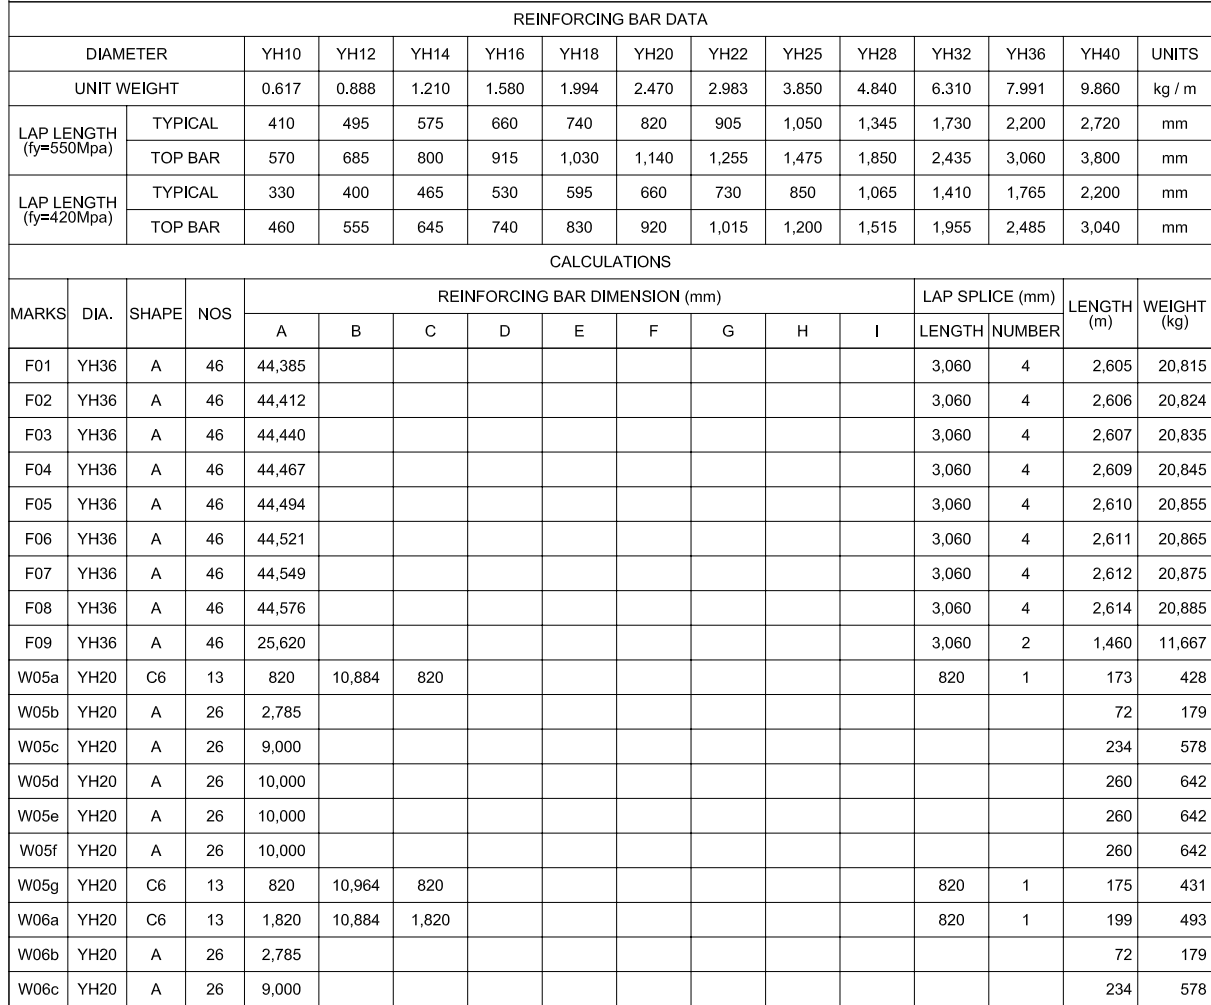 REINFORCING BAR DATA
DIAMETER YH10 YH12 YH14 YH16 YH18 YH20 YH22 YH25 YH28 YH32 YH36 YH40 UNITS
UNIT WEIGHT 0.617 0.888 1.210 1.580 1.994 2.470 2.983 3.850 4.840 6.310 7.991 9.860 kg / m
LAP LENGTH (fy=550Mpa) TYPICAL 410 495 575 660 740 820 905 1,050 1,345 1,730 2,200 2,720 mm
TOP BAR 570 685 800 915 1,030 1,140 1,255 1,475 1,850 2,435 3,060 3,800 mm
LAP LENGTH (fy=420Mpa) TYPICAL 330 400 465 530 595 660 730 850 1,065 1,410 1,765 2,200 mm
TOP BAR 460 555 645 740 830 920 1,015 1,200 1,515 1,955 2,485 3,040 mm
CALCULATIONS
MARKS DIA. SHAPE NOS REINFORCING BAR DIMENSION (mm) LAP SPLICE (mm) LENGTH (m) WEIGHT (kg)
A B C D E F G H I LENGTH NUMBER
F01 YH36 A 46 44,385 3,060 4 2,605 20,815
F02 YH36 A 46 44,412 3,060 4 2,606 20,824
F03 YH36 A 46 44,440 3,060 4 2,607 20,835
F04 YH36 A 46 44,467 3,060 4 2,609 20,845
F05 YH36 A 46 44,494 3,060 4 2,610 20,855
F06 YH36 A 46 44,521 3,060 4 2,611 20,865
F07 YH36 A 46 44,549 3,060 4 2,612 20,875
F08 YH36 A 46 44,576 3,060 4 2,614 20,885
F09 YH36 A 46 25,620 3,060 2 1,460 11,667
W05a YH20 C6 13 820 10,884 820 820 1 173 428
W05b YH20 A 26 2,785 72 179
W05c YH20 A 26 9,000 234 578
W05d YH20 A 26 10,000 260 642
W05e YH20 A 26 10,000 260 642
W05f YH20 A 26 10,000 260 642
W05g YH20 C6 13 820 10,964 820 820 1 175 431
W06a YH20 C6 13 1,820 10,884 1,820 820 1 199 493
W06b YH20 A 26 2,785 72 179
W06c YH20 A 26 9,000 234 578